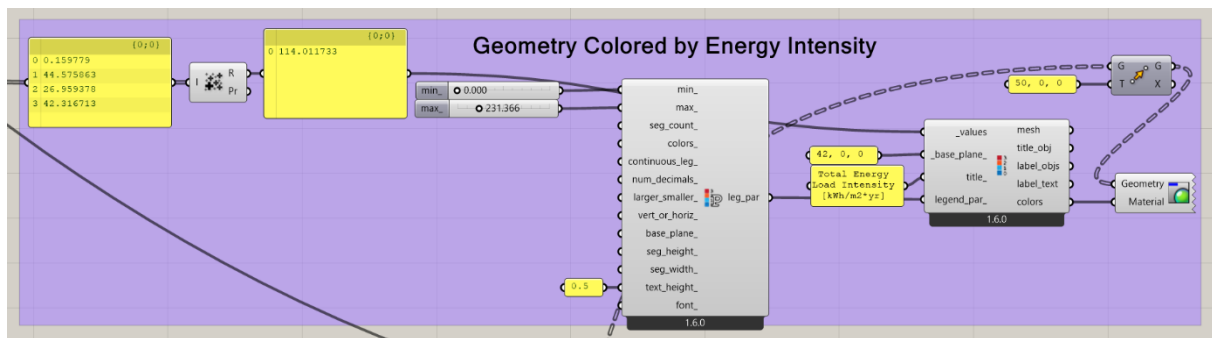 Geometry Colored by Energy Intensity
{0;0}
0 0.159779
1 44.575863
2 26.959378
3 42.316713
I
R
Pr
{0;0}
0 114.011733
min_ 0.000
max_ 231.366
min_
max_
seg_count_
colors_
continuous_leg_
num_decimals_
larger_smaller_
vert_or_horiz_
base_plane_
seg_height_
seg_width_
text_height_
font_
leg_par
1.6.0
0.5
42, 0, 0
Total Energy
Load Intensity
[kWh/m2*yr]
_values
_base_plane_
title_
legend_par_
mesh
title_obj
label_objs
label_text
colors
1.6.0
50, 0, 0
G
T
G
X
Geometry
Material